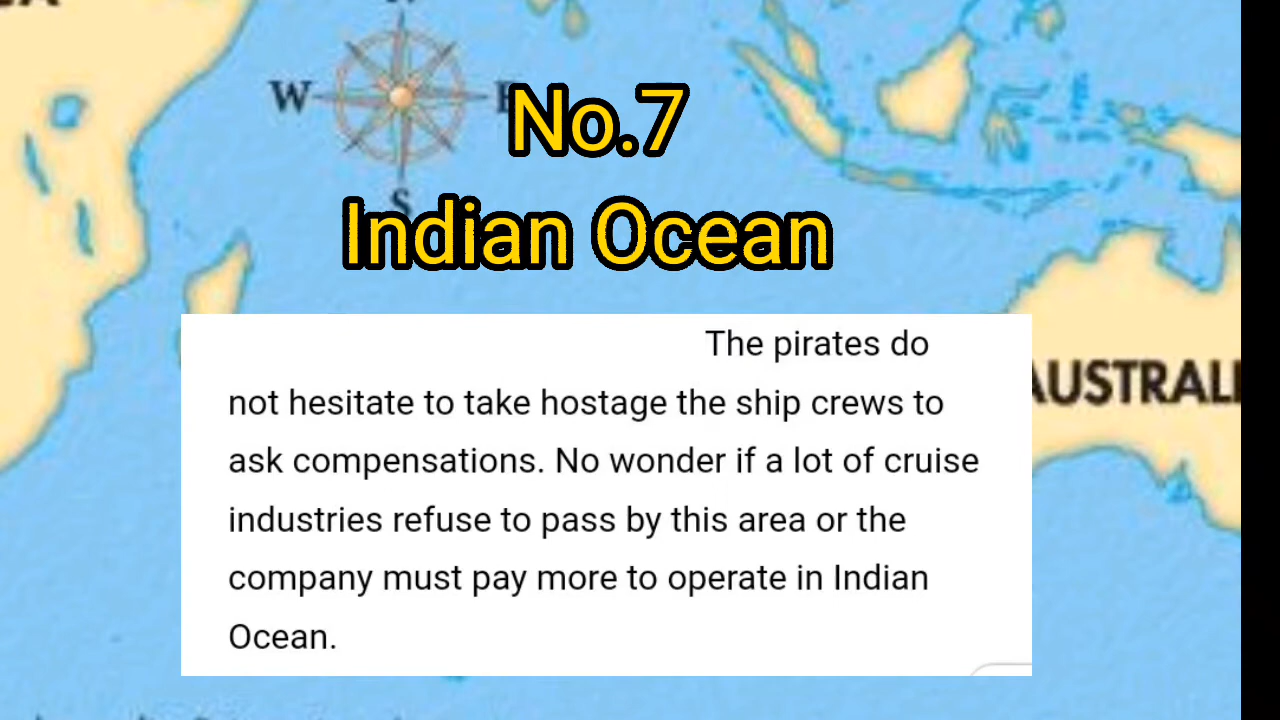 W
S
No.7
Indian Ocean
The pirates do
not hesitate to take hostage the ship crews to
ask compensations. No wonder if a lot of cruise
industries refuse to pass by this area or the
company must pay more to operate in Indian
Ocean.
AUSTRALI